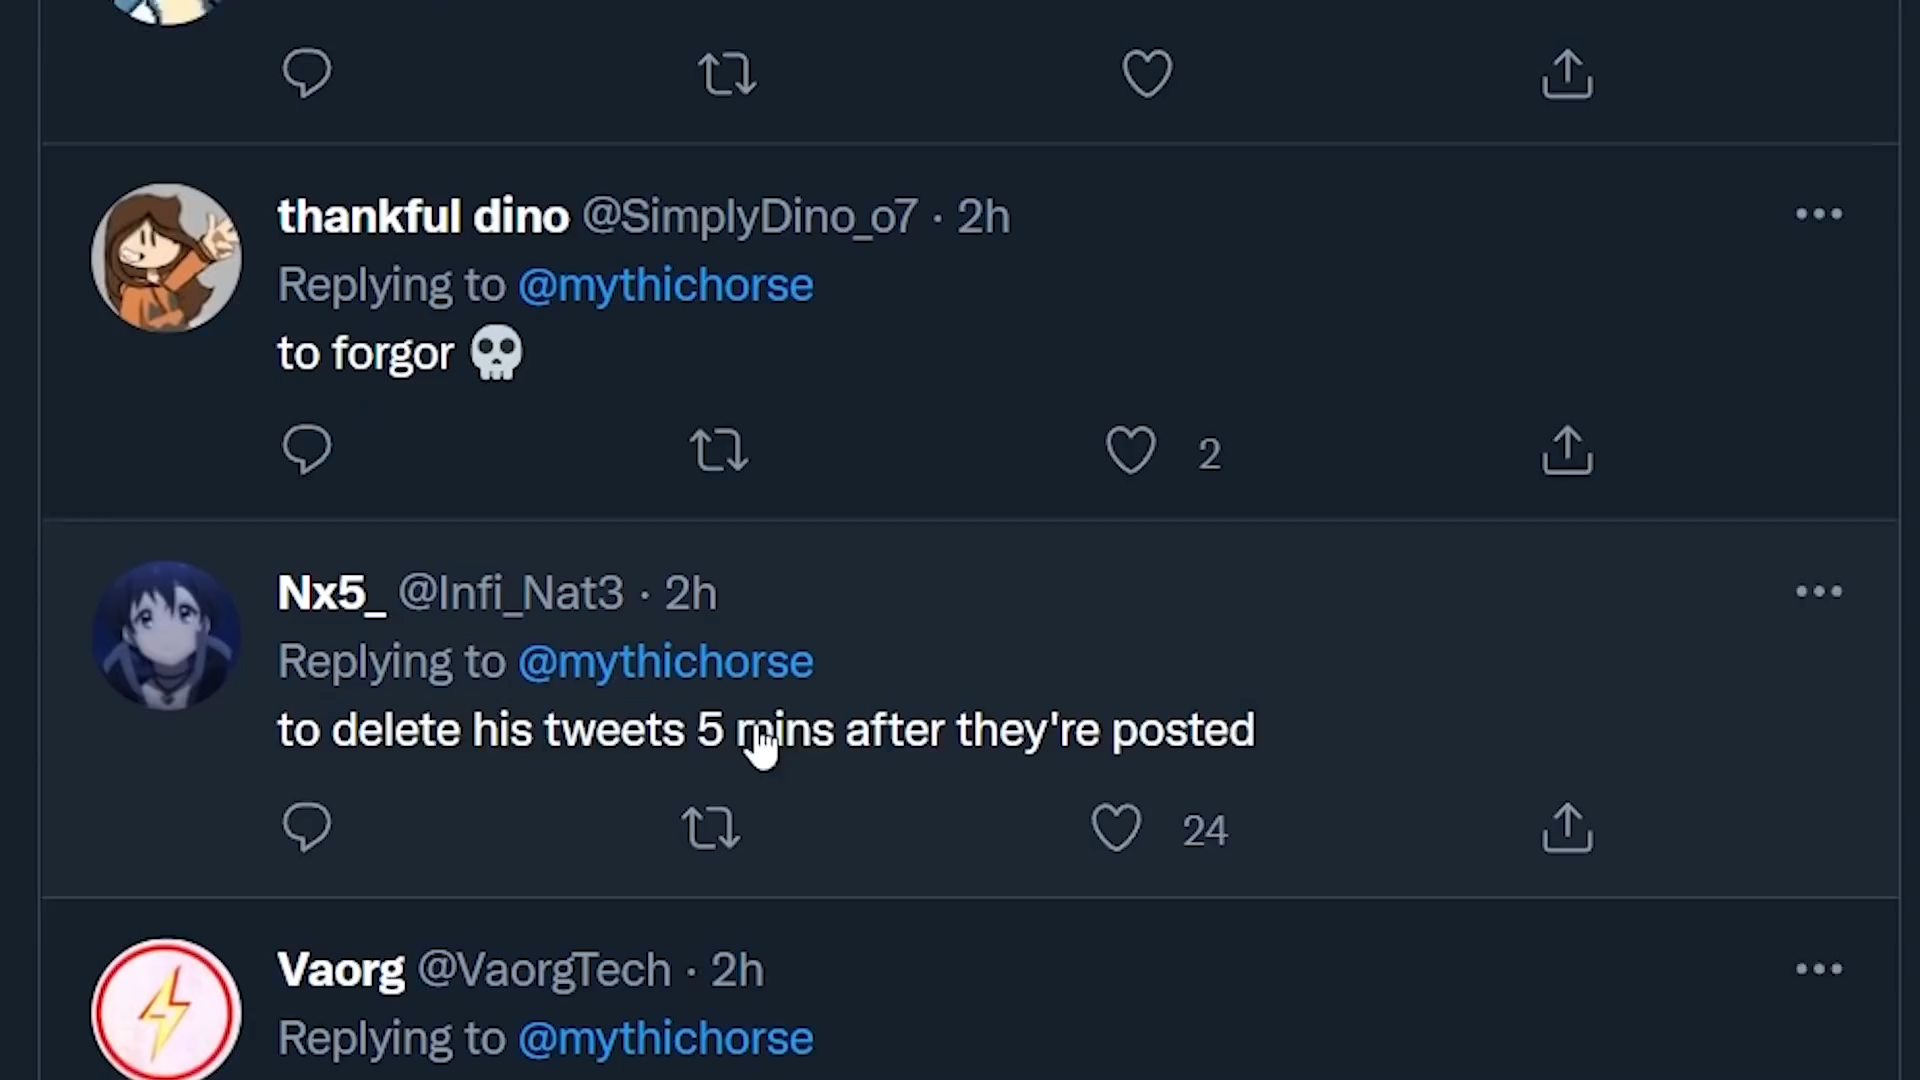 thankful dino @SimplyDino_o7 · 2h
Replying to @mythichorse
to forgor 💀
2
Nx5_ @Infi_Nat3 · 2h
Replying to @mythichorse
to delete his tweets 5 mins after they're posted
24
Vaorg @VaorgTech · 2h
Replying to @mythichorse